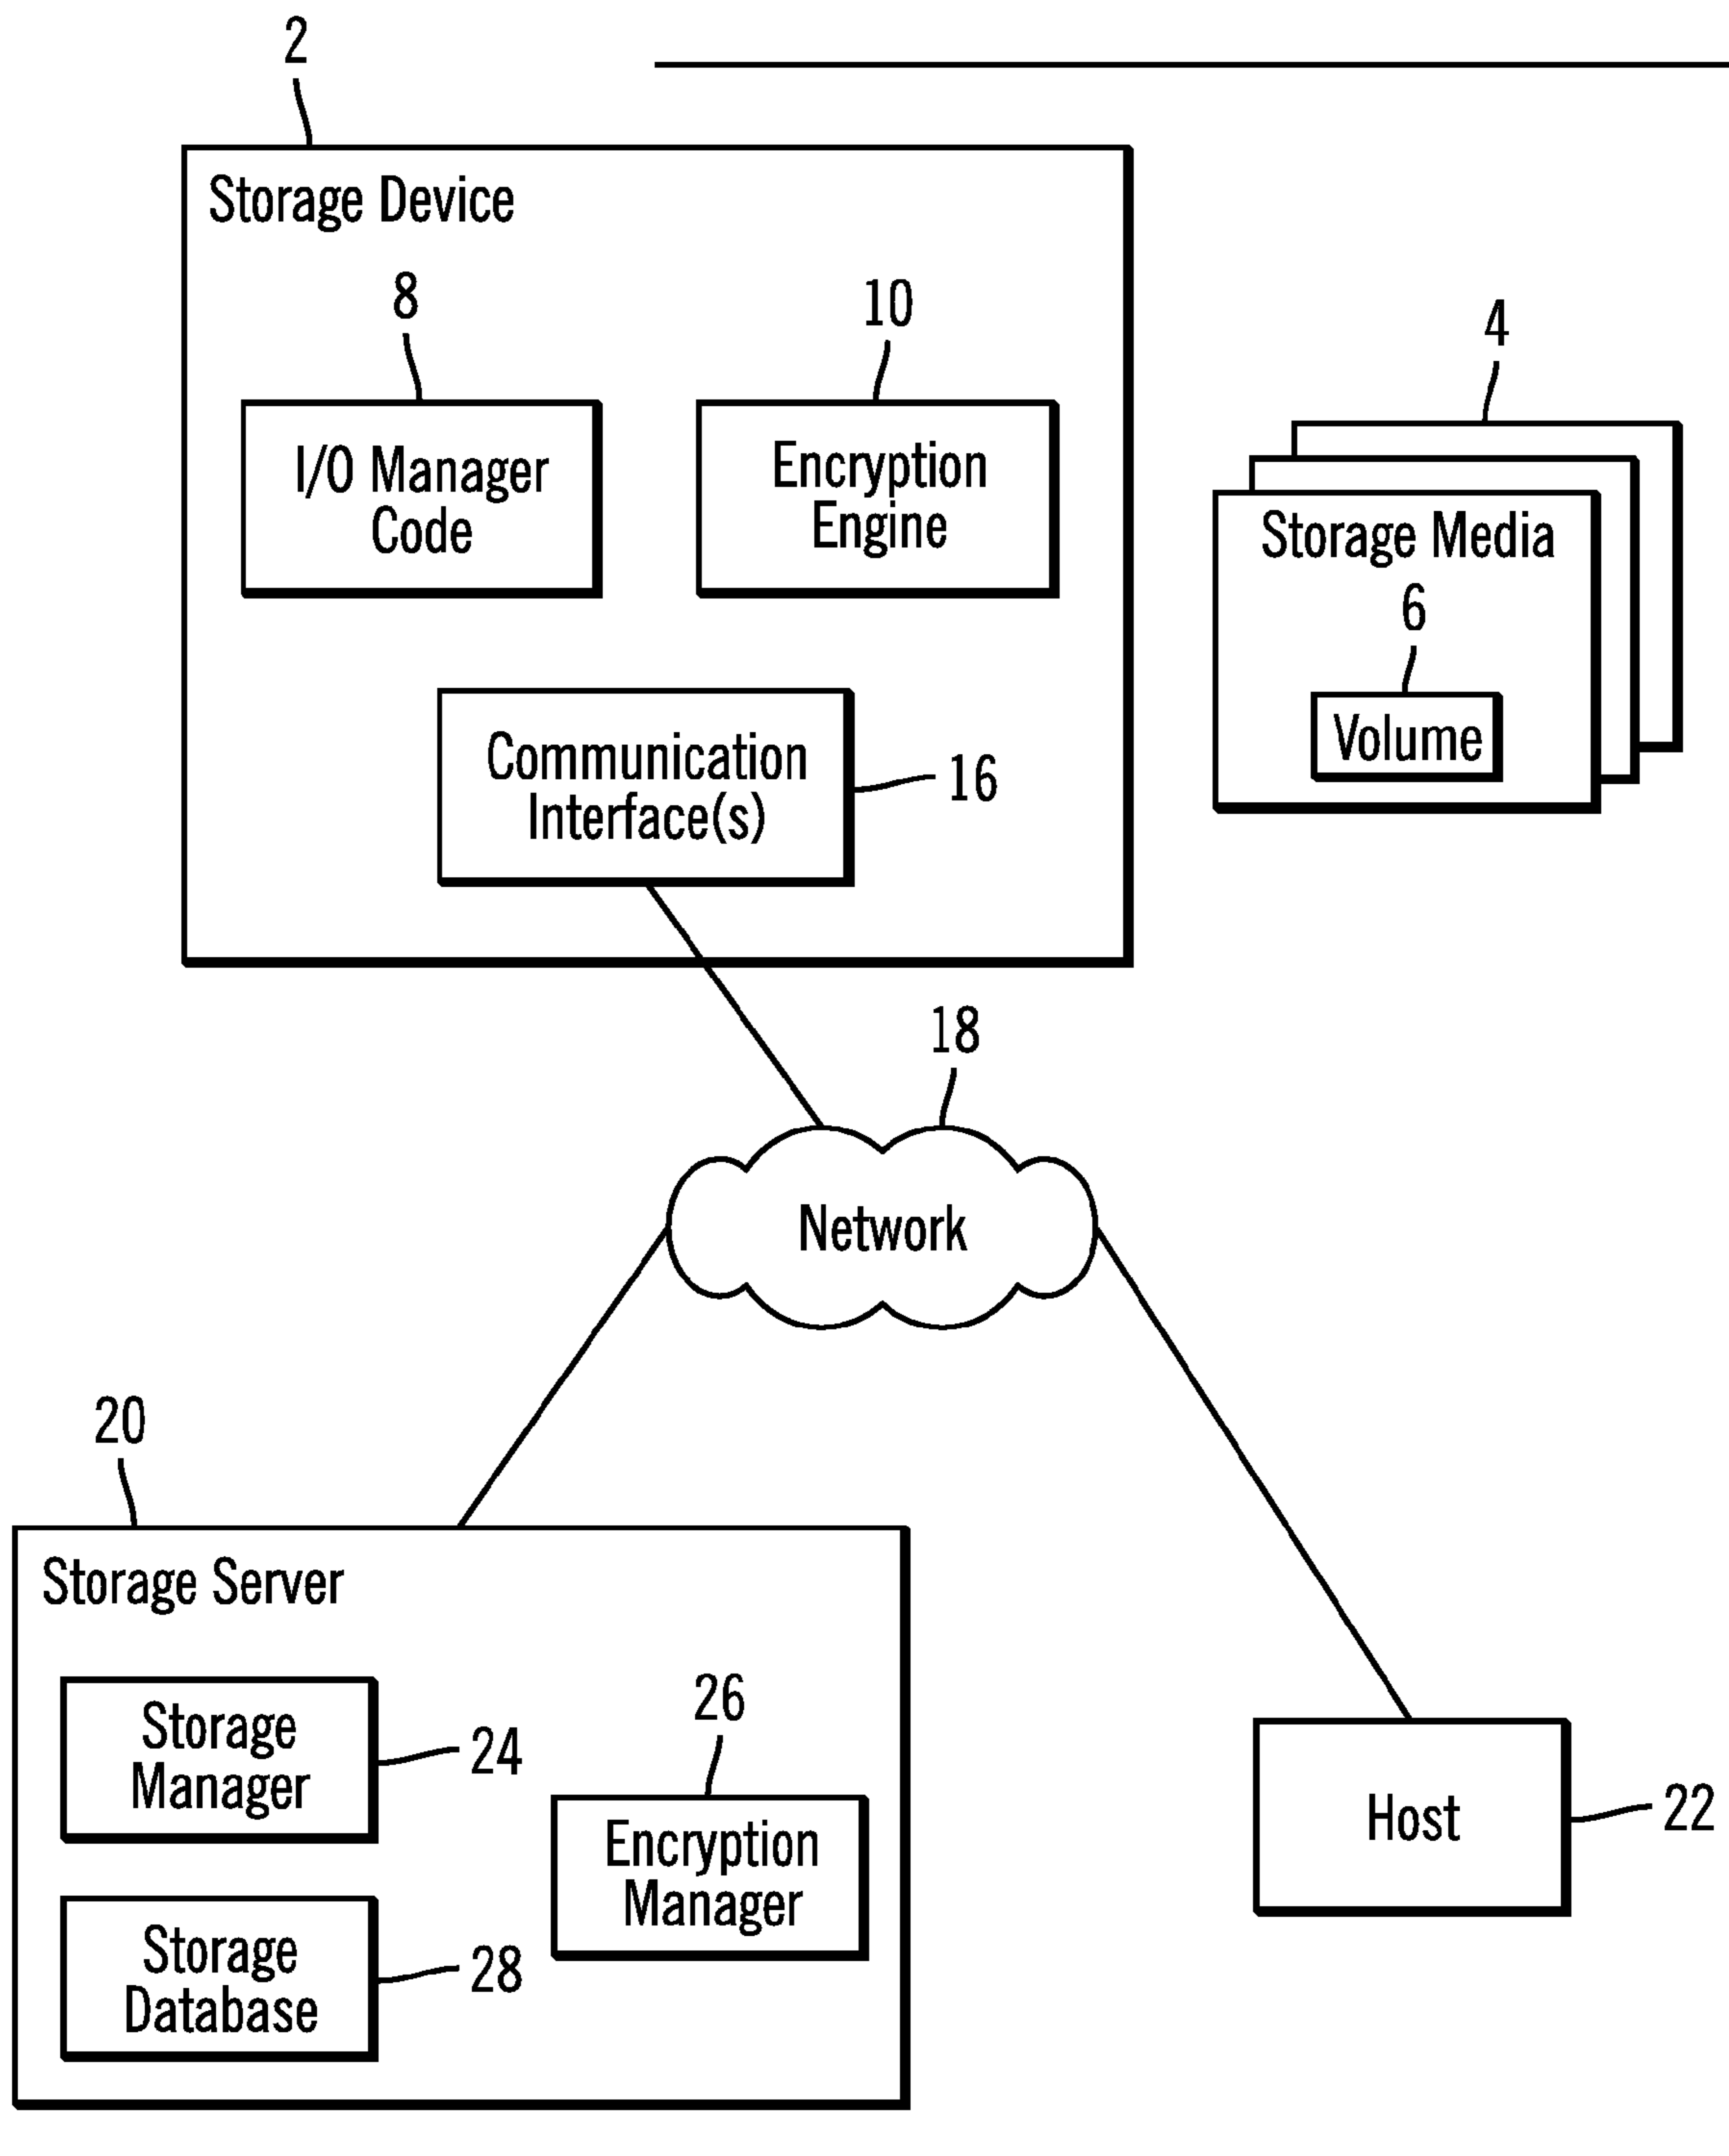 2
Storage Device
8
10
I/O Manager
Code
Encryption
Engine
4
Storage Media
6
Volume
Communication
Interface(s)
16
18
Network
20
Storage Server
Storage
Manager
24
26
Encryption
Manager
Storage
Database
28
Host
22